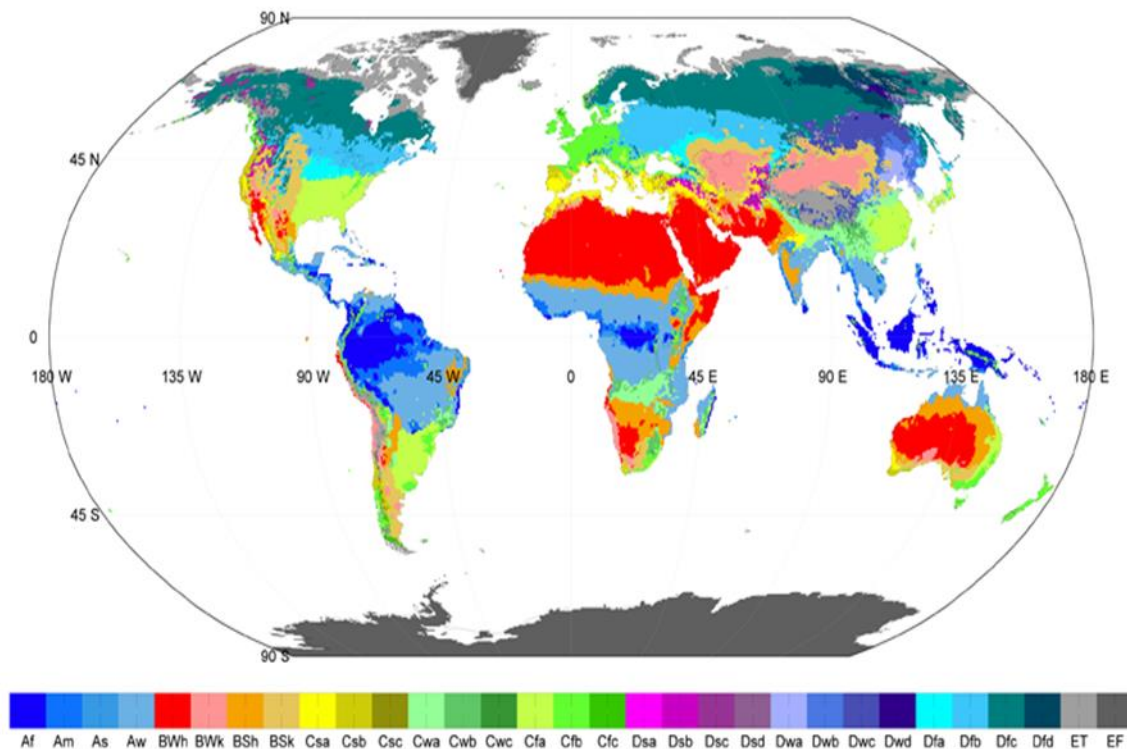 90 N
45 N
0
180 W 135 W 90 W 45 W 0 45 E 90 E 135 E 180 E
45 S
90 S
Af Am As Aw BWh BWk BSh BSk Csa Csb Csc Cwa Cwb Cwc Cfa Cfb Cfc Dsa Dsb Dsc Dsd Dwa Dwb Dwc Dwd Dfa Dfb Dfc Dfd ET EF